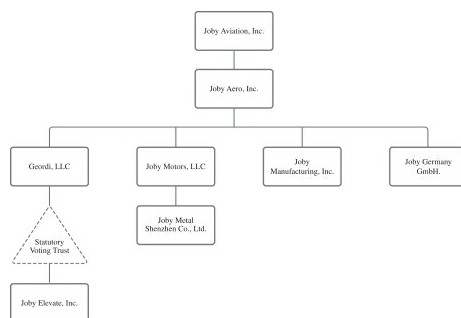 Joby Aviation, Inc.
Joby Aero, Inc.
Geordi, LLC
Joby Motors, LLC
Joby
Manufacturing, Inc.
Joby Germany
GmbH.
Joby Metal
Shenzhen Co., Ltd.
Statutory
Voting Trust
Joby Elevate, Inc.